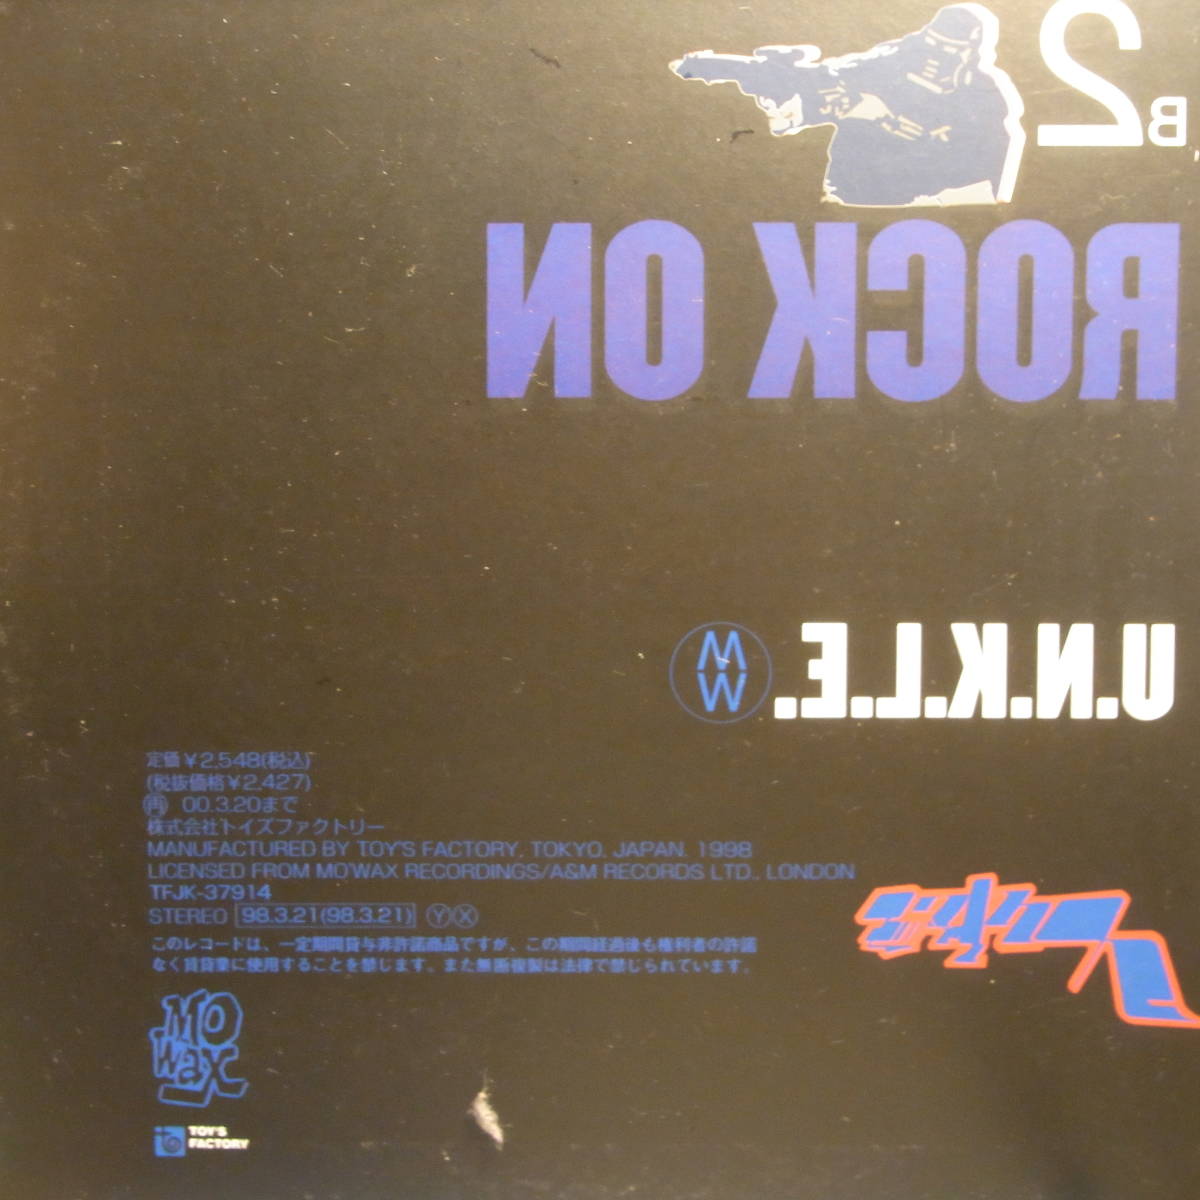 2B
ROCK ON
U.N.K.L.E.
MW
定価¥2,548(税込)
(税抜価格¥2,427)
再 00.3.20まで
株式会社トイズファクトリー
MANUFACTURED BY TOY'S FACTORY, TOKYO, JAPAN. 1998
LICENSED FROM MO'WAX RECORDINGS/A&M RECORDS LTD., LONDON
TFJK-37914
STEREO 98.3.21(98.3.21) Y X
このレコードは、一定期間貸与非許諾商品ですが、この期間経過後も権利者の許諾
なく賃貸業に使用することを禁じます。また無断複製は法律で禁じられています。
MO
WAX
TOY'S
FACTORY